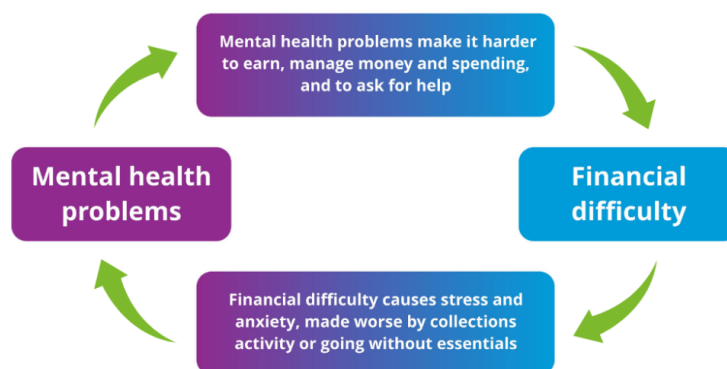 Mental health problems make it harder
to earn, manage money and spending,
and to ask for help
Mental health
problems
Financial
difficulty
Financial difficulty causes stress and
anxiety, made worse by collections
activity or going without essentials